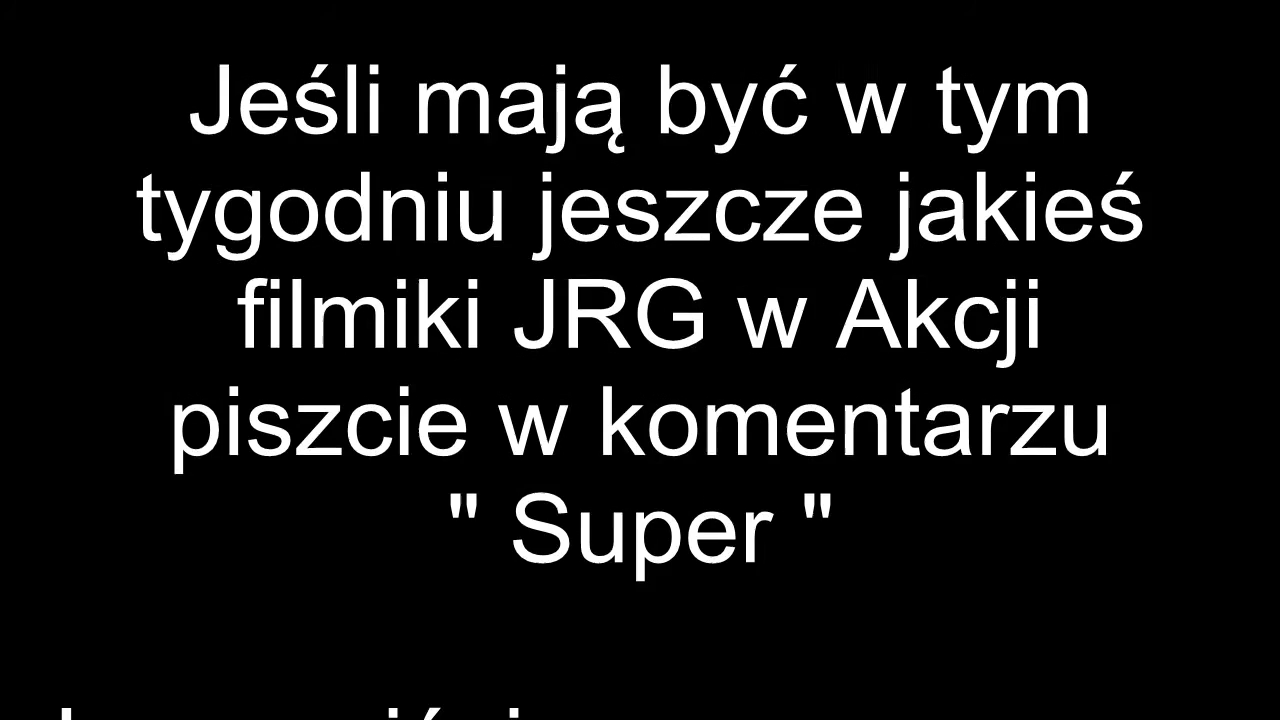 Jeśli mają być w tym
tygodniu jeszcze jakieś
filmiki JRG w Akcji
piszcie w komentarzu
" Super "